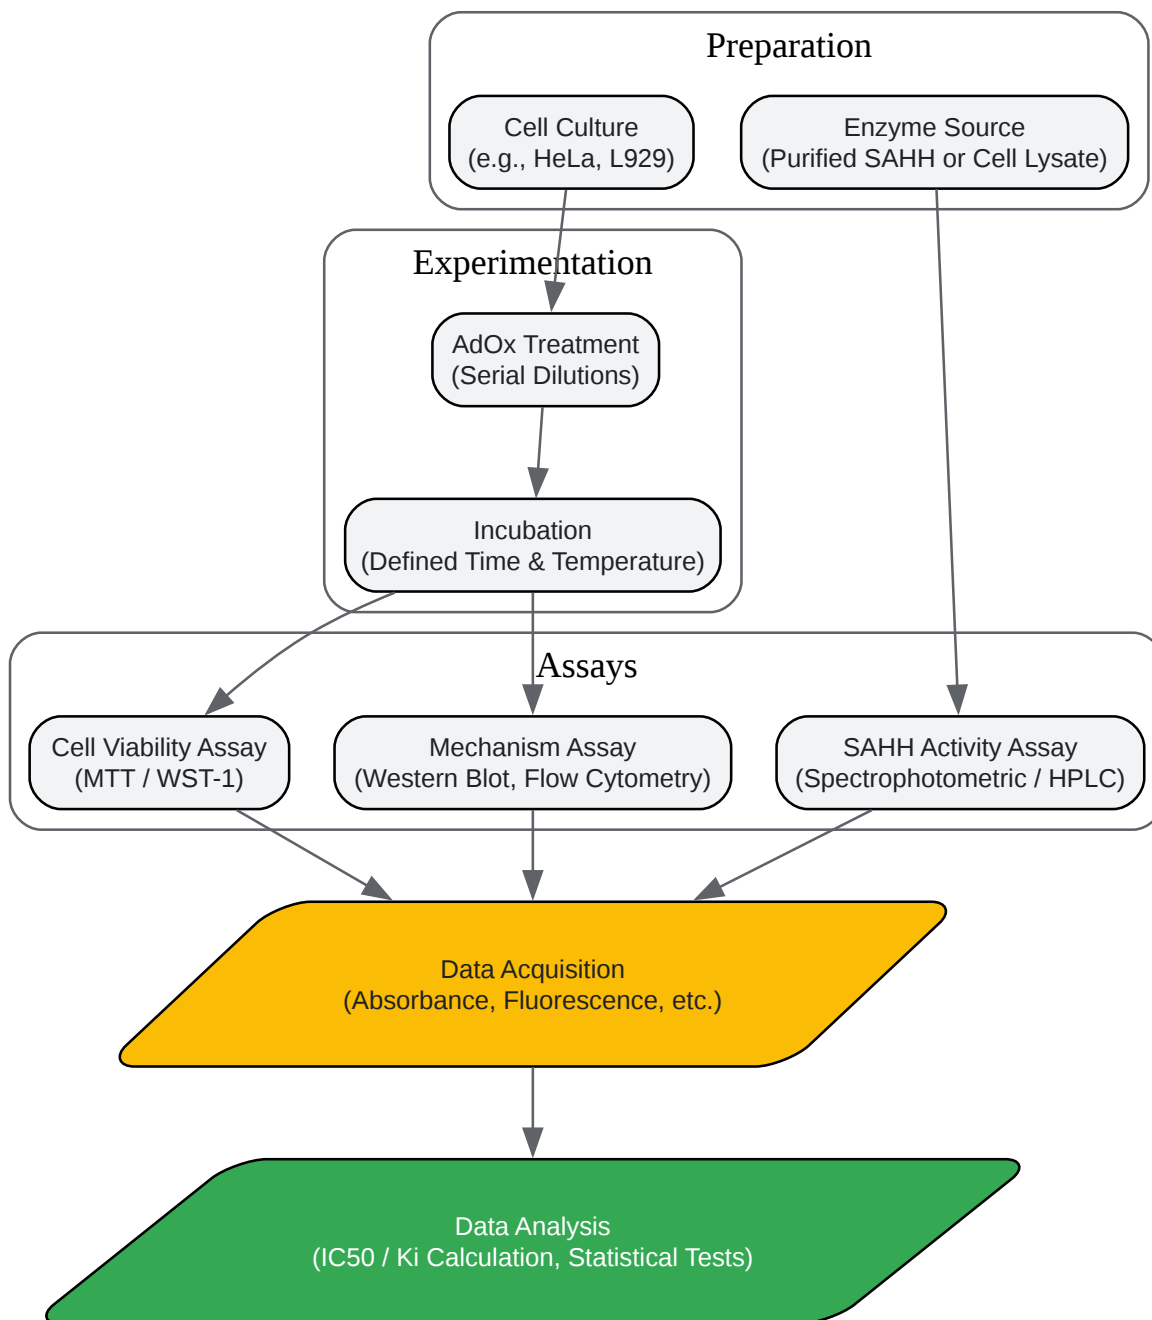 Preparation
Cell Culture
(e.g., HeLa, L929)
Enzyme Source
(Purified SAHH or Cell Lysate)
Experimentation
AdOx Treatment
(Serial Dilutions)
Incubation
(Defined Time & Temperature)
Assays
Cell Viability Assay
(MTT / WST-1)
Mechanism Assay
(Western Blot, Flow Cytometry)
SAHH Activity Assay
(Spectrophotometric / HPLC)
Data Acquisition
(Absorbance, Fluorescence, etc.)
Data Analysis
(IC50 / Ki Calculation, Statistical Tests)